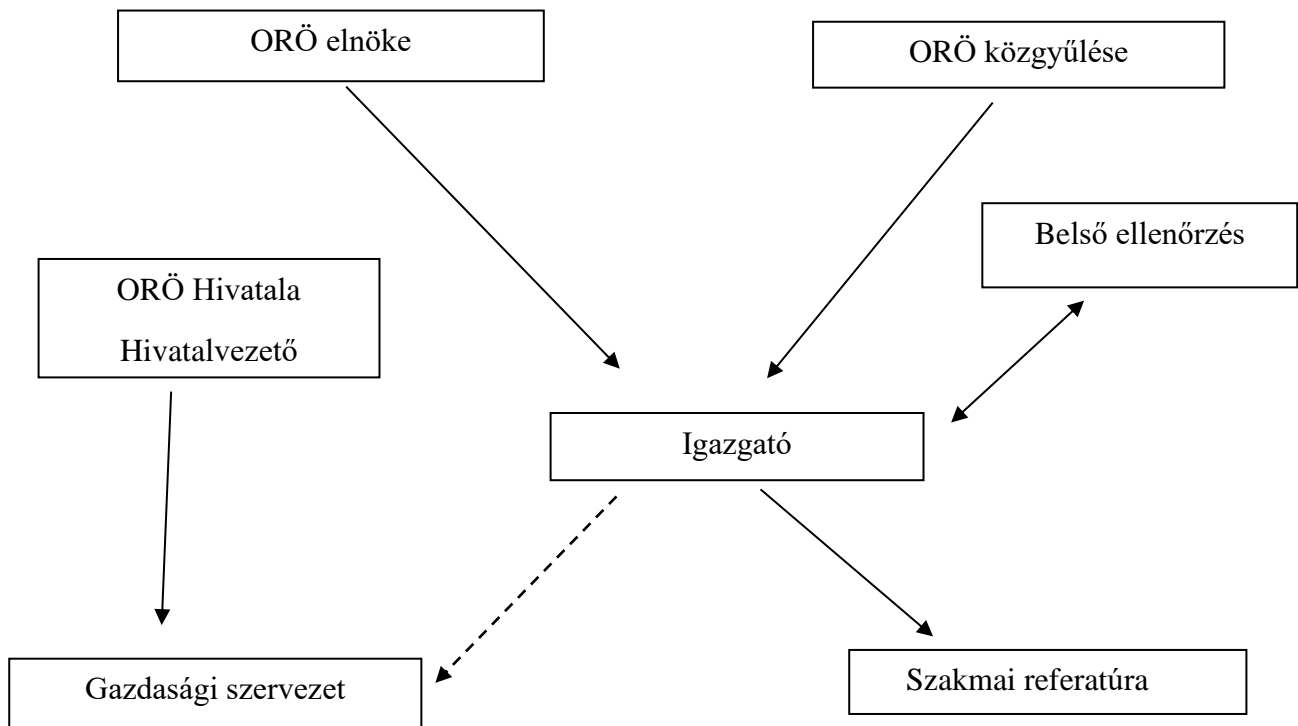 ORÖ elnöke
ORÖ közgyűlése
Belső ellenőrzés
ORÖ Hivatala
Hivatalvezető
Igazgató
Gazdasági szervezet
Szakmai referatúra